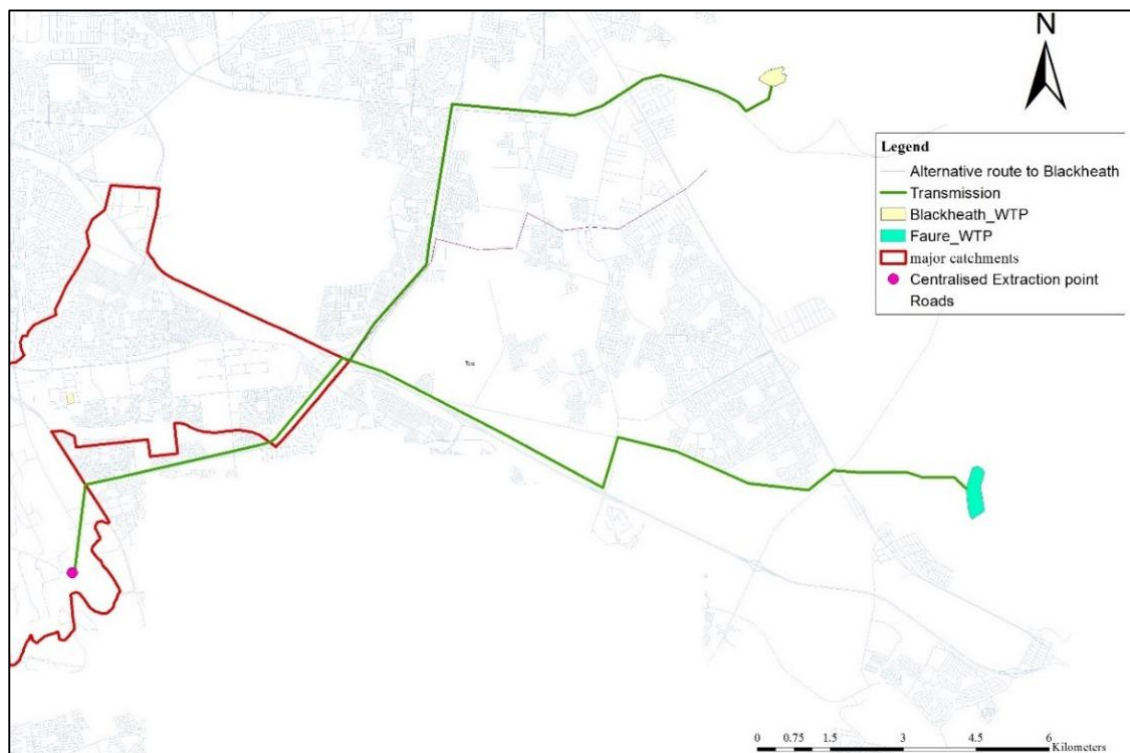 N
Legend
Alternative route to Blackheath
Transmission
Blackheath_WTP
Faure_WTP
major catchments
Centralised Extraction point
Roads
0 0.75 1.5 3 4.5 6
Kilometers